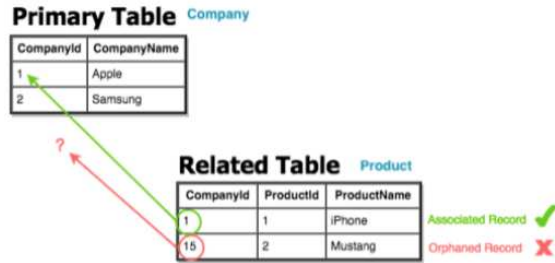 Primary Table Company
CompanyId CompanyName
1 Apple
2 Samsung
?
Related Table Product
CompanyId ProductId ProductName
1 1 iPhone Associated Record
15 2 Mustang Orphaned Record